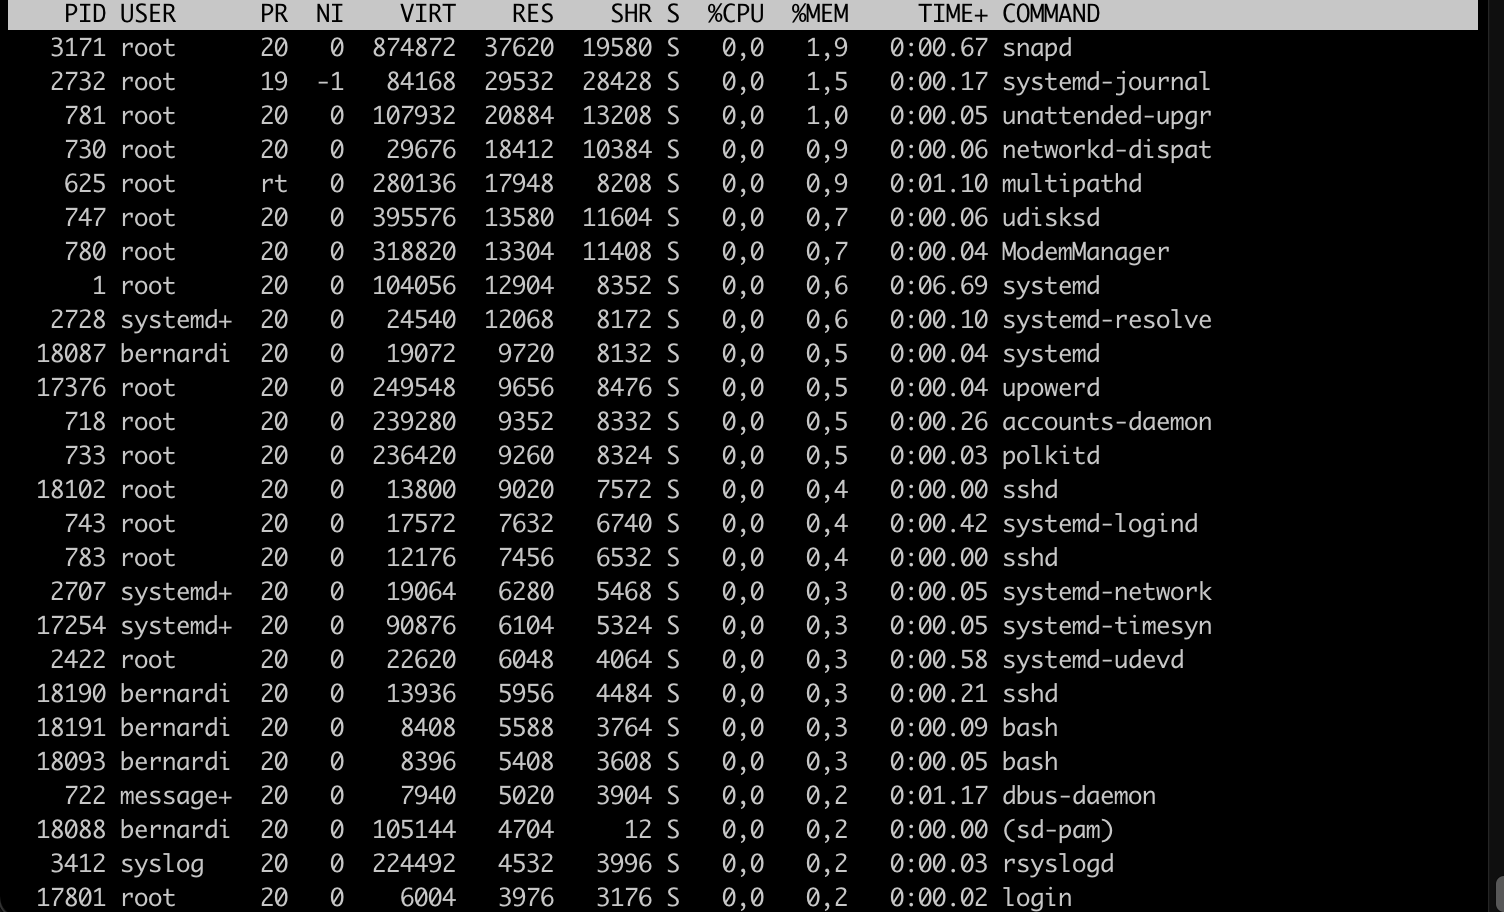 PID USER PR NI VIRT RES SHR S %CPU %MEM TIME+ COMMAND
3171 root 20 0 874872 37620 19580 S 0,0 1,9 0:00.67 snapd
2732 root 19 -1 84168 29532 28428 S 0,0 1,5 0:00.17 systemd-journal
781 root 20 0 107932 20884 13208 S 0,0 1,0 0:00.05 unattended-upgr
730 root 20 0 29676 18412 10384 S 0,0 0,9 0:00.06 networkd-dispat
625 root rt 0 280136 17948 8208 S 0,0 0,9 0:01.10 multipathd
747 root 20 0 395576 13580 11604 S 0,0 0,7 0:00.06 udisksd
780 root 20 0 318820 13304 11408 S 0,0 0,7 0:00.04 ModemManager
1 root 20 0 104056 12904 8352 S 0,0 0,6 0:06.69 systemd
2728 systemd+ 20 0 24540 12068 8172 S 0,0 0,6 0:00.10 systemd-resolve
18087 bernardi 20 0 19072 9720 8132 S 0,0 0,5 0:00.04 systemd
17376 root 20 0 249548 9656 8476 S 0,0 0,5 0:00.04 upowerd
718 root 20 0 239280 9352 8332 S 0,0 0,5 0:00.26 accounts-daemon
733 root 20 0 236420 9260 8324 S 0,0 0,5 0:00.03 polkitd
18102 root 20 0 13800 9020 7572 S 0,0 0,4 0:00.00 sshd
743 root 20 0 17572 7632 6740 S 0,0 0,4 0:00.42 systemd-logind
783 root 20 0 12176 7456 6532 S 0,0 0,4 0:00.00 sshd
2707 systemd+ 20 0 19064 6280 5468 S 0,0 0,3 0:00.05 systemd-network
17254 systemd+ 20 0 90876 6104 5324 S 0,0 0,3 0:00.05 systemd-timesyn
2422 root 20 0 22620 6048 4064 S 0,0 0,3 0:00.58 systemd-udevd
18190 bernardi 20 0 13936 5956 4484 S 0,0 0,3 0:00.21 sshd
18191 bernardi 20 0 8408 5588 3764 S 0,0 0,3 0:00.09 bash
18093 bernardi 20 0 8396 5408 3608 S 0,0 0,3 0:00.05 bash
722 message+ 20 0 7940 5020 3904 S 0,0 0,2 0:01.17 dbus-daemon
18088 bernardi 20 0 105144 4704 12 S 0,0 0,2 0:00.00 (sd-pam)
3412 syslog 20 0 224492 4532 3996 S 0,0 0,2 0:00.03 rsyslogd
17801 root 20 0 6004 3976 3176 S 0,0 0,2 0:00.02 login